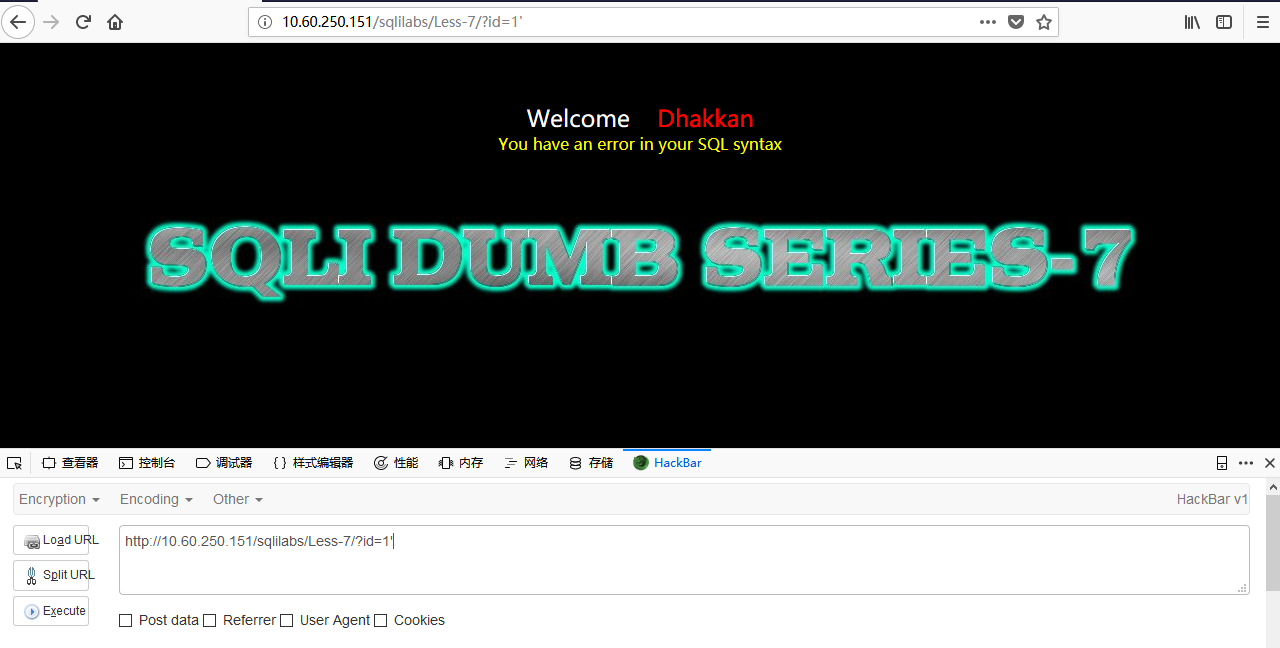 10.60.250.151/sqlilabs/Less-7/?id=1'
Welcome Dhakkan
You have an error in your SQL syntax
SQLI DUMB SERIES-7
查看器 控制台 调试器 样式编辑器 性能 内存 网络 存储 HackBar
Encryption Encoding Other HackBar v1
Load URL
http://10.60.250.151/sqlilabs/Less-7/?id=1'
Split URL
Execute
Post data Referrer User Agent Cookies